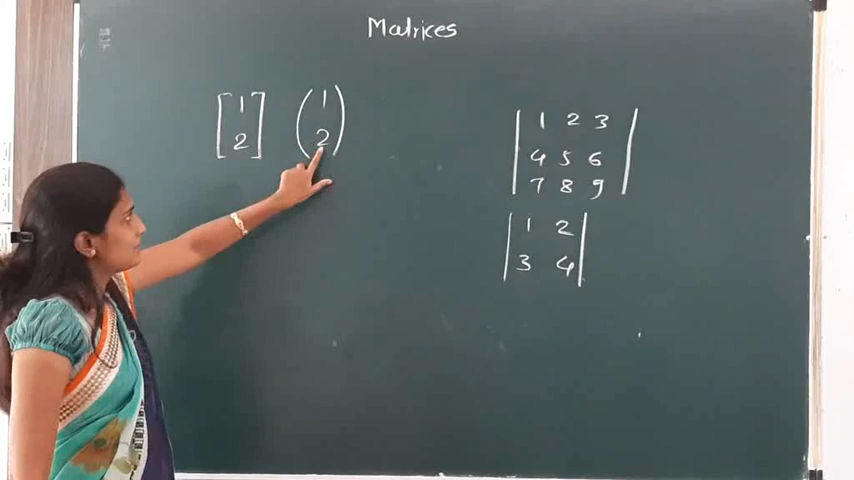 Matrices
[1 2] (1 2)
|1 2 3
4 5 6
7 8 9|
|1 2
3 4|